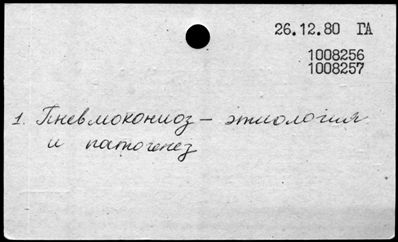 26.12.80 ГА
1008256
1008257
1. Пневмокониоз – этиология
и патогенез